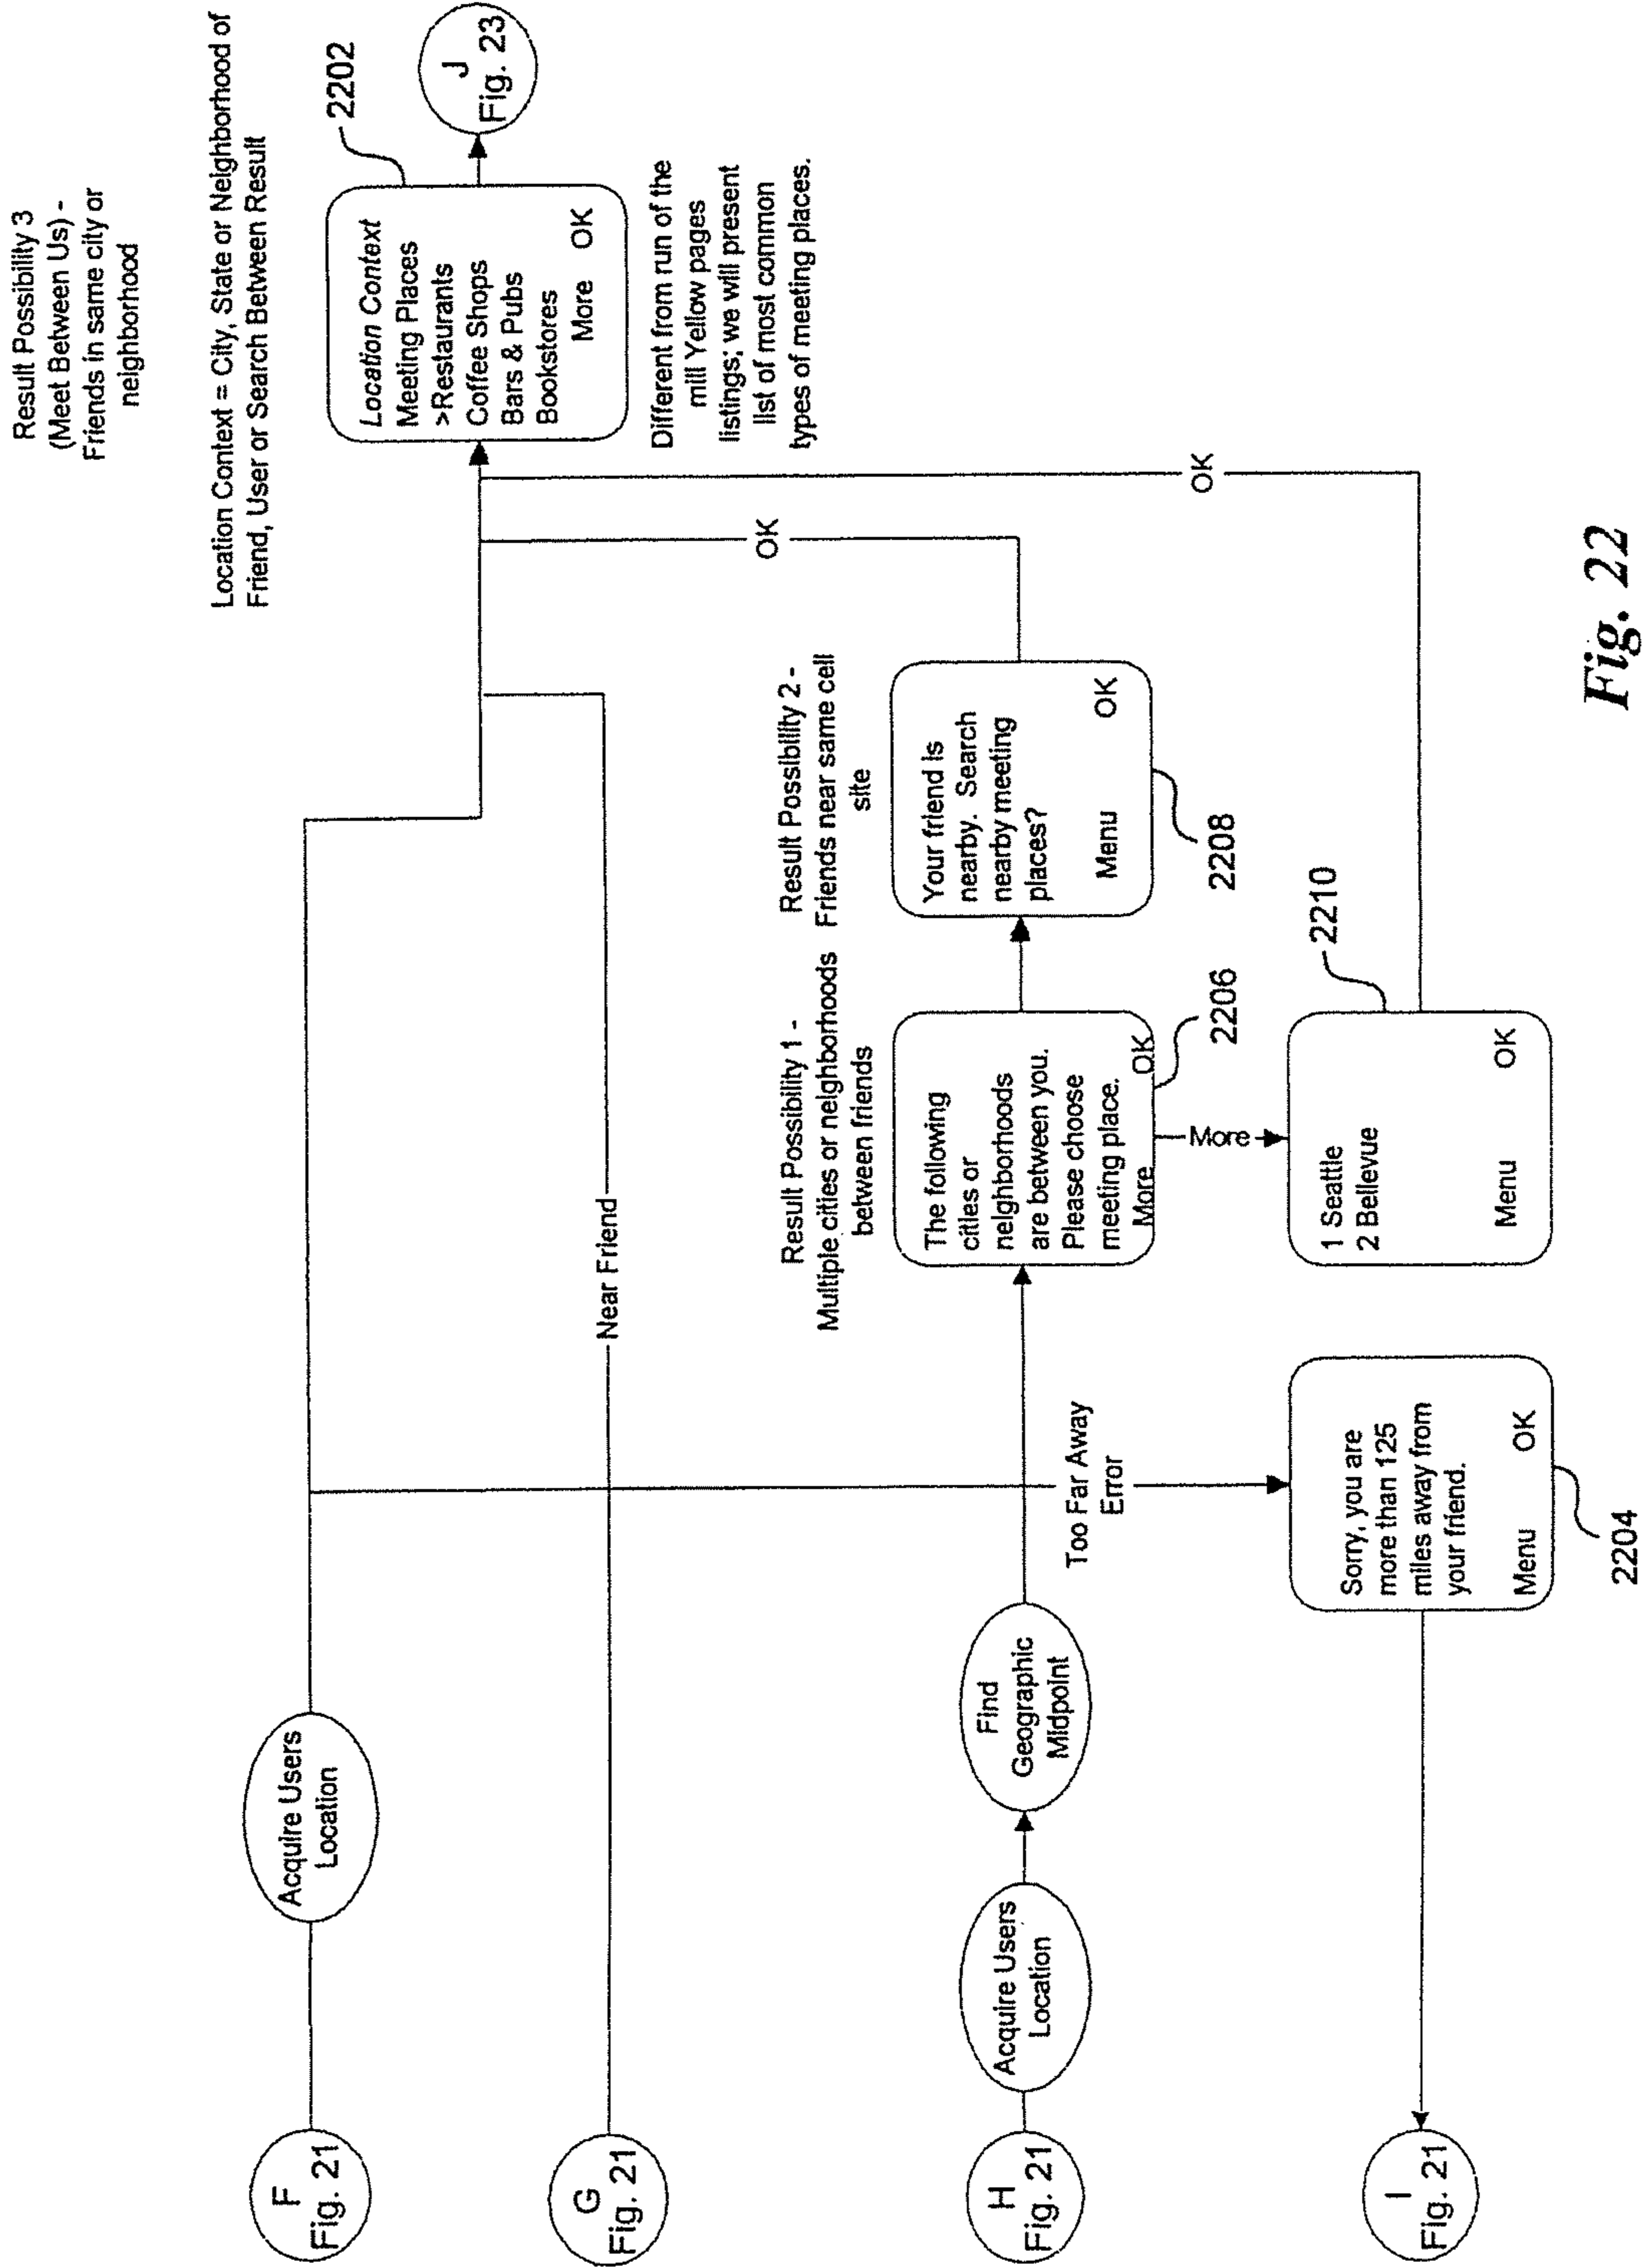 Result Possibility 3
(Meet Between Us) -
Friends in same city or
neighborhood
Location Context = City, State or Neighborhood of
Friend, User or Search Between Result
2202
Location Context
Meeting Places
>Restaurants
Coffee Shops
Bars & Pubs
Bookstores
More OK
J
Fig. 23
Different from run of the
mill Yellow pages
listings; we will present
list of most common
types of meeting places.
F
Fig. 21
Acquire Users
Location
G
Fig. 21
Near Friend
OK
OK
H
Fig. 21
Acquire Users
Location
Find
Geographic
Midpoint
Too Far Away
Error
Result Possibility 1 -
Multiple cities or neighborhoods
between friends
The following
cities or
neighborhoods
are between you.
Please choose
meeting place.
More OK
2206
Result Possibility 2 -
Friends near same cell
site
Your friend is
nearby. Search
nearby meeting
places?
Menu OK
2208
More
2210
1 Seattle
2 Bellevue
Menu OK
Sorry, you are
more than 125
miles away from
your friend.
Menu OK
2204
I
Fig. 21
Fig. 22